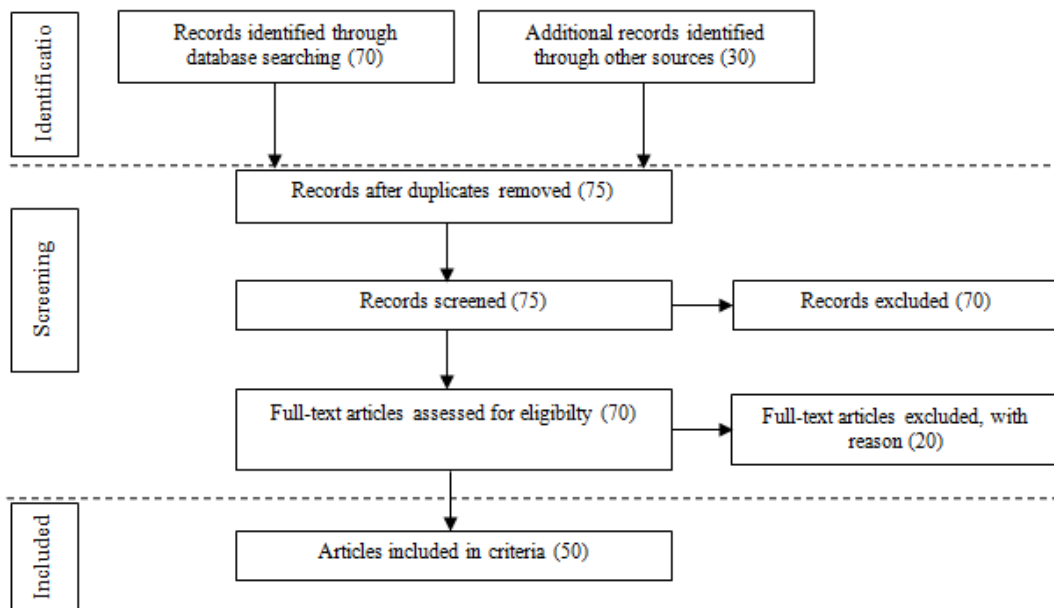 Identificatio
Records identified through
database searching (70)
Additional records identified
through other sources (30)
Records after duplicates removed (75)
Screening
Records screened (75)
Records excluded (70)
Full-text articles assessed for eligibilty (70)
Full-text articles excluded, with
reason (20)
Included
Articles included in criteria (50)